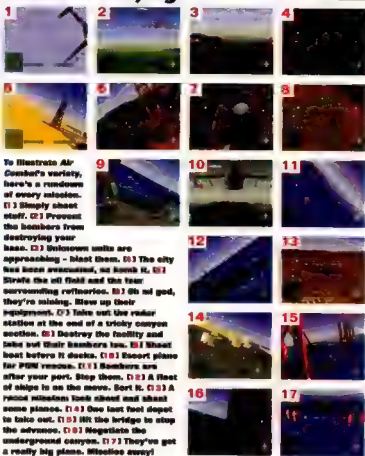 1
2
3
4
5
6
7
8
9
10
11
12
13
14
15
16
17
To illustrate Air
Combat's variety,
here's a rundown
of every mission.
[1] Simply shoot
stuff. [2] Prevent
the bombers from
destroying your
base. [3] Unknown units are
approaching - blast them. [4] The city
has been evacuated, so bomb it. [5]
Strafe the oil field and the four
surrounding refineries. [6] Oh mi god,
they're mining. Blow up their
equipment. [7] Take out the radar
station at the end of a tricky canyon
section. [8] Destroy the facility and
take out their bombers too. [9] Shoot
boat before it docks. [10] Escort plane
for POW rescue. [11] Bombers are
after your port. Stop them. [12] A fleet
of ships is on the move. Sort it. [13] A
recco mission: look about and shoot
some planes. [14] One last fuel depot
to take out. [15] Hit the bridge to stop
the advance. [16] Negotiate the
underground canyon. [17] They've got
a really big plane. Missiles away!